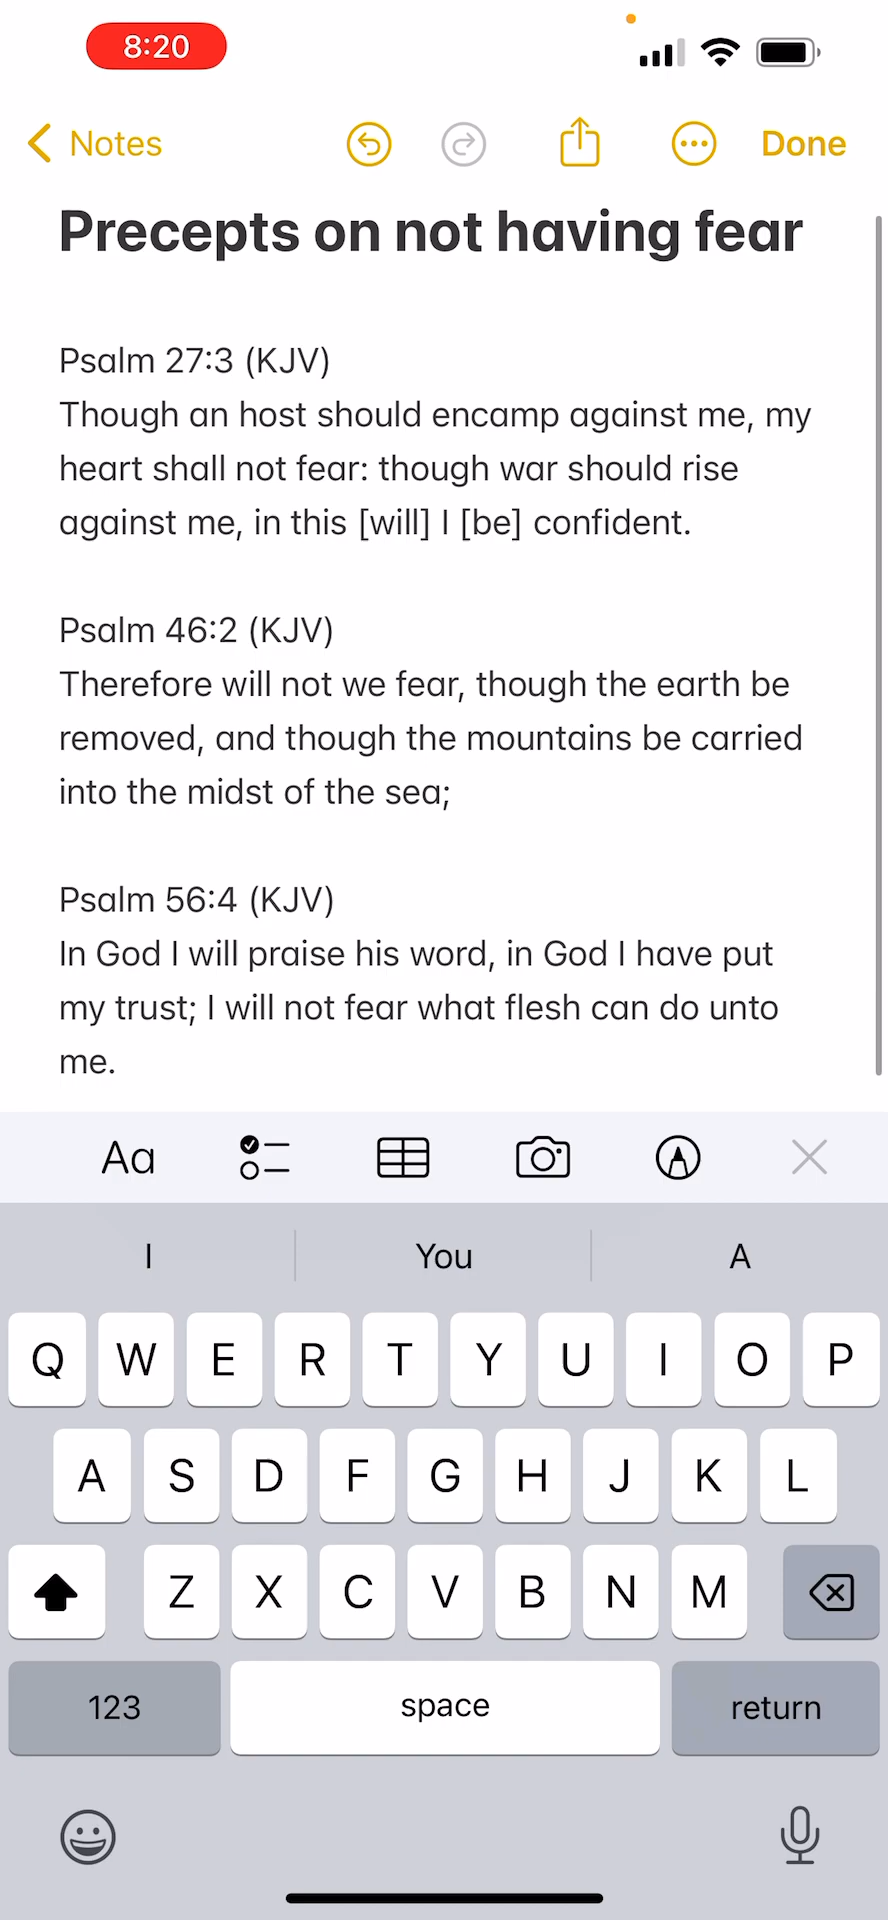 8:20
Notes
Done
Precepts on not having fear
Psalm 27:3 (KJV)
Though an host should encamp against me, my
heart shall not fear: though war should rise
against me, in this [will] I [be] confident.
Psalm 46:2 (KJV)
Therefore will not we fear, though the earth be
removed, and though the mountains be carried
into the midst of the sea;
Psalm 56:4 (KJV)
In God I will praise his word, in God I have put
my trust; I will not fear what flesh can do unto
me.
Aa
I You A
Q W E R T Y U I O P
A S D F G H J K L
Z X C V B N M
123 space return